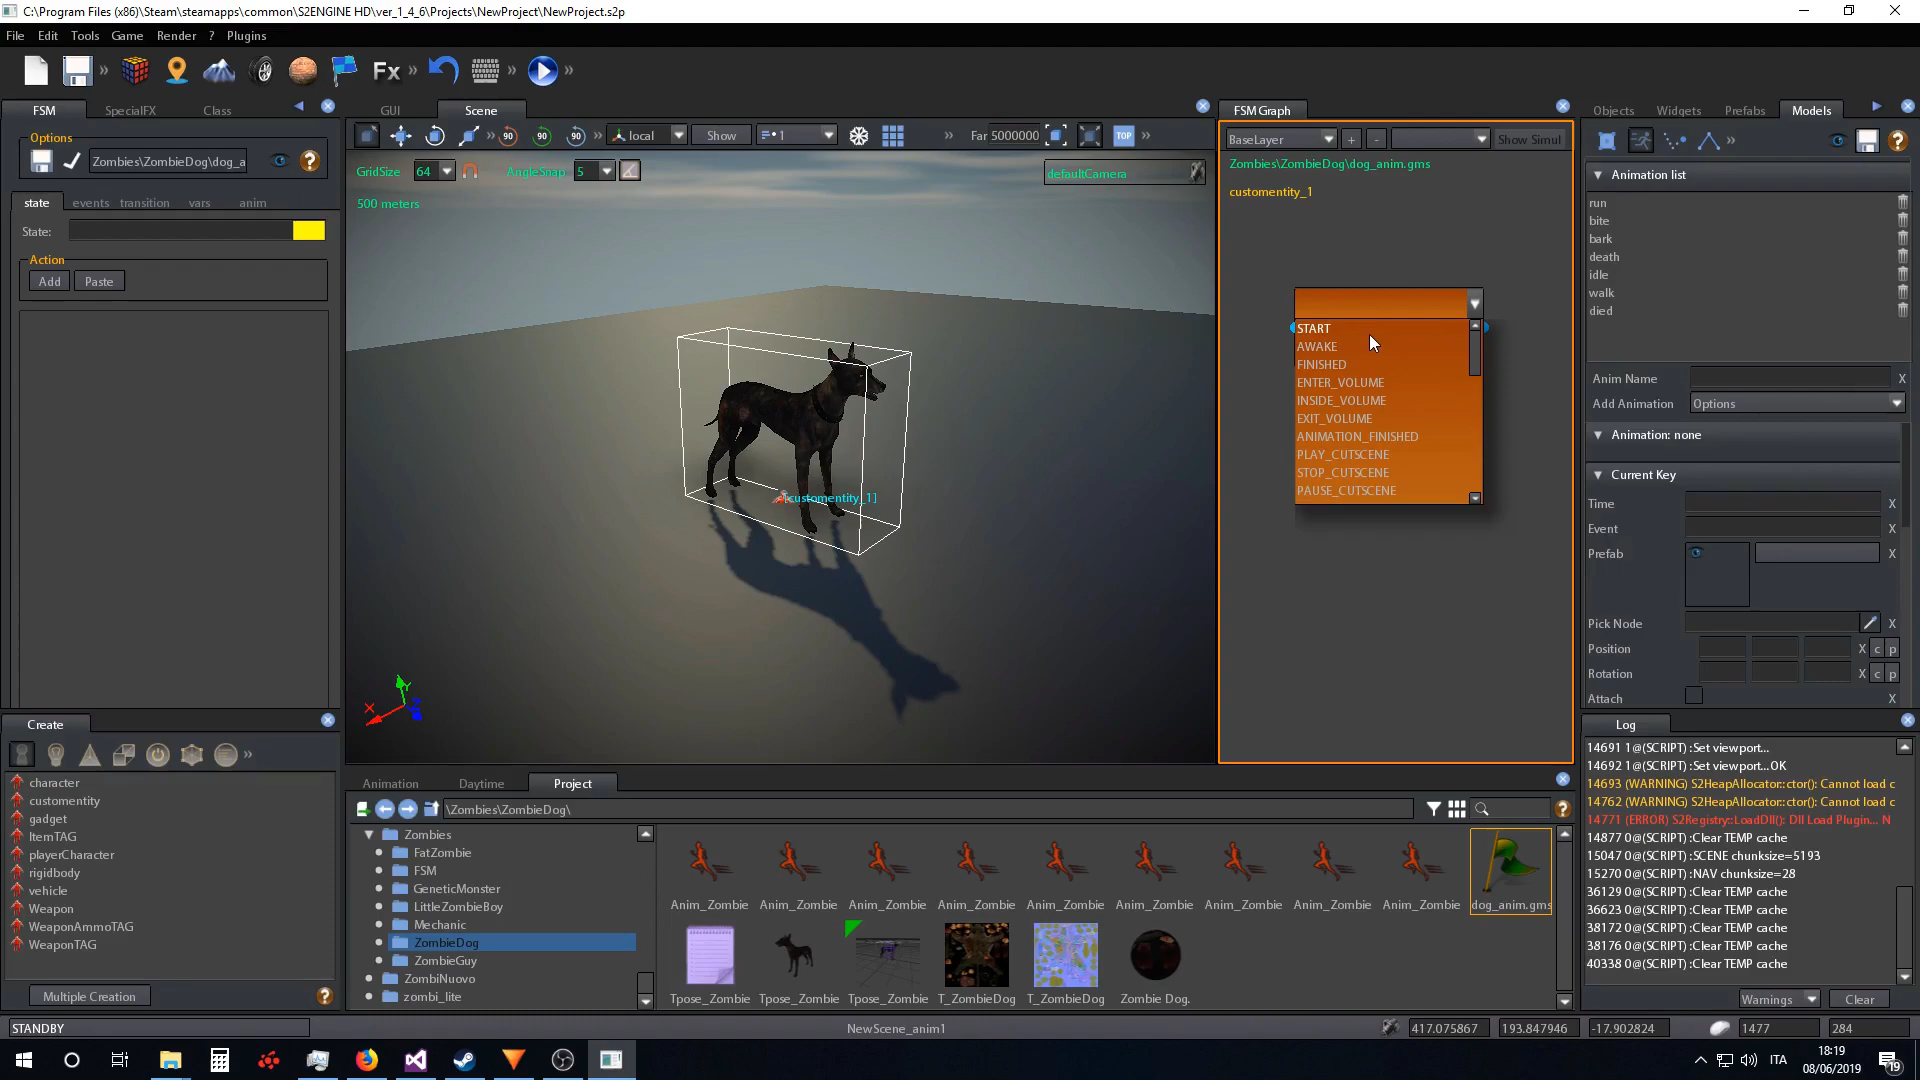 C:\Program Files (x86)\Steam\steamapps\common\S2ENGINE HD\ver_1_4_6\Projects\NewProject\NewProject.s2p
File Edit Tools Game Render ? Plugins
Fx
FSM SpecialFX Class
Options
Zombies\ZombieDog\dog_a
state events transition vars anim
State:
Action
Add Paste
GUI Scene
local Show 1 Far 5000000 TOP
GridSize 64 AngleSnap 5 defaultCamera
500 meters
[customentity_1]
X Y Z
FSM Graph
BaseLayer + - Show Simul
Zombies\ZombieDog\dog_anim.gms
customentity_1
START
AWAKE
FINISHED
ENTER_VOLUME
INSIDE_VOLUME
EXIT_VOLUME
ANIMATION_FINISHED
PLAY_CUTSCENE
STOP_CUTSCENE
PAUSE_CUTSCENE
Objects Widgets Prefabs Models
Animation list
run
bite
bark
death
idle
walk
died
Anim Name X
Add Animation Options
Animation: none
Current Key
Time X
Event X
Prefab X
Pick Node X
Position X c p
Rotation X c p
Attach X
Create
character
customentity
gadget
ItemTAG
playerCharacter
rigidbody
vehicle
Weapon
WeaponAmmoTAG
WeaponTAG
Multiple Creation
Animation Daytime Project
\Zombies\ZombieDog\
Zombies
FatZombie
FSM
GeneticMonster
LittleZombieBoy
Mechanic
ZombieDog
ZombieGuy
ZombiNuovo
zombi_lite
Anim_Zombie Anim_Zombie Anim_Zombie Anim_Zombie Anim_Zombie Anim_Zombie Anim_Zombie Anim_Zombie Anim_Zombie dog_anim.gms
Tpose_Zombie Tpose_Zombie Tpose_Zombie T_ZombieDog T_ZombieDog Zombie Dog.
Log
14691 1@(SCRIPT) :Set viewport...
14692 1@(SCRIPT) :Set viewport...OK
14693 (WARNING) S2HeapAllocator::ctor(): Cannot load c
14762 (WARNING) S2HeapAllocator::ctor(): Cannot load c
14771 (ERROR) S2Registry::LoadDll(): Dll Load Plugin... N
14877 0@(SCRIPT) :Clear TEMP cache
15047 0@(SCRIPT) :SCENE chunksize=5193
15270 0@(SCRIPT) :NAV chunksize=28
36129 0@(SCRIPT) :Clear TEMP cache
36623 0@(SCRIPT) :Clear TEMP cache
38172 0@(SCRIPT) :Clear TEMP cache
38176 0@(SCRIPT) :Clear TEMP cache
40338 0@(SCRIPT) :Clear TEMP cache
Warnings Clear
STANDBY NewScene_anim1 417.075867 193.847946 -17.902824 1477 284
ITA 18:19
08/06/2019 19